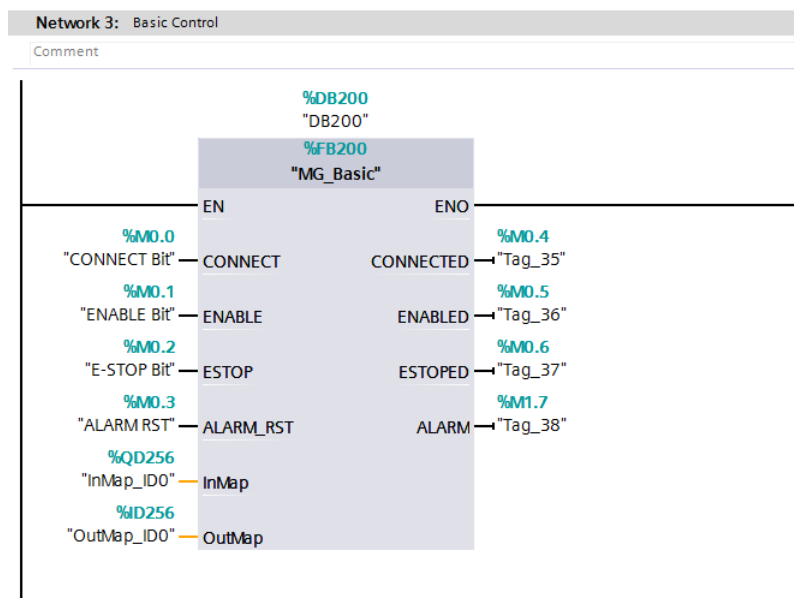 Network 3: Basic Control
Comment
%DB200
"DB200"
%FB200
"MG_Basic"
EN ENO
%M0.0 %M0.4
"CONNECT Bit" CONNECT CONNECTED "Tag_35"
%M0.1 %M0.5
"ENABLE Bit" ENABLE ENABLED "Tag_36"
%M0.2 %M0.6
"E-STOP Bit" ESTOP ESTOPED "Tag_37"
%M0.3 %M1.7
"ALARM RST" ALARM_RST ALARM "Tag_38"
%QD256
"InMap_ID0" InMap
%ID256
"OutMap_ID0" OutMap